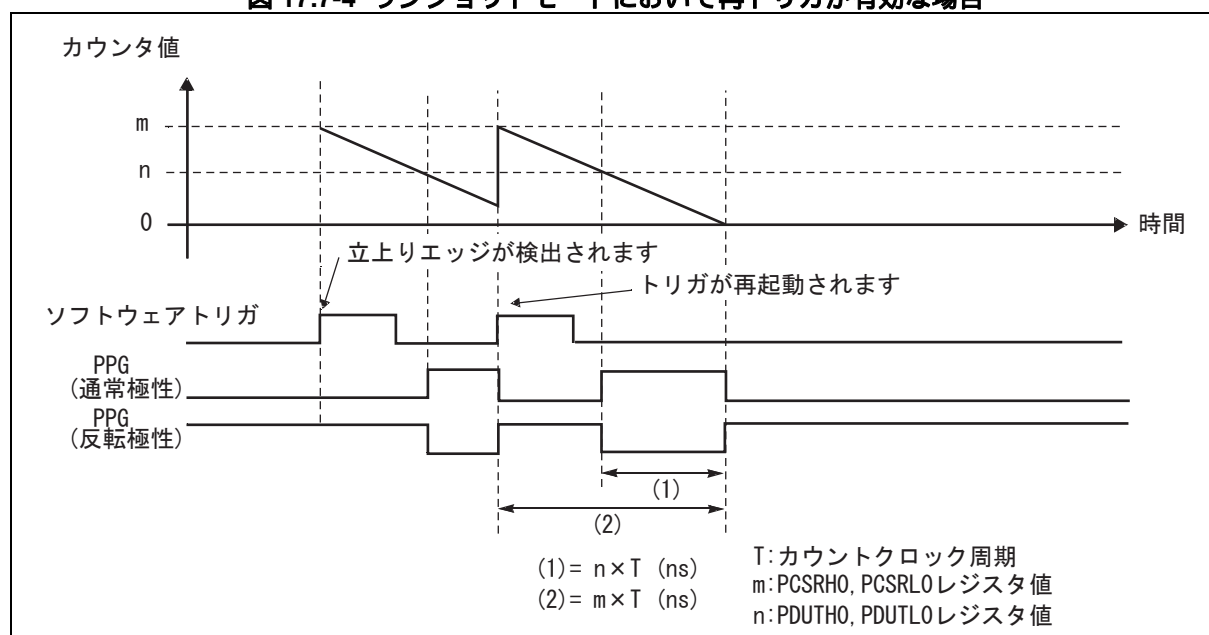 図 17.7-4 ワンショットモードにおいて再トリガが有効な場合
カウンタ値
m
n
0
時間
立上りエッジが検出されます
トリガが再起動されます
ソフトウェアトリガ
PPG
(通常極性)
PPG
(反転極性)
(1)
(2)
(1)= n×T (ns)
(2)= m×T (ns)
T:カウントクロック周期
m:PCSRH0,PCSRL0レジスタ値
n:PDUTH0,PDUTL0レジスタ値